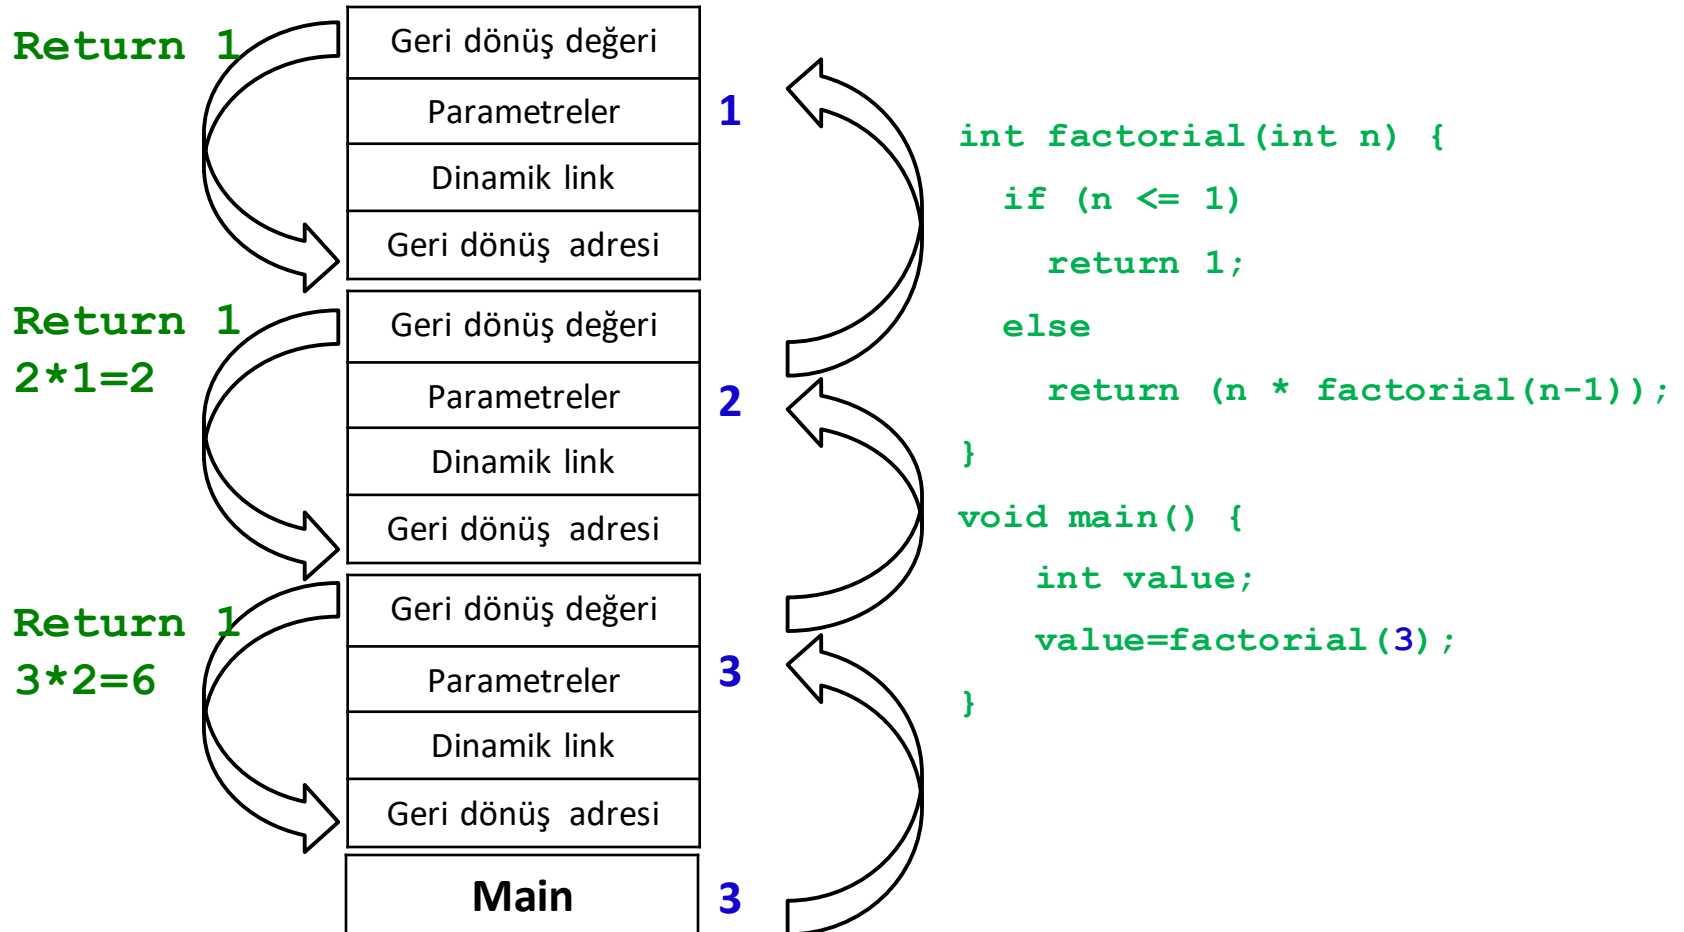 Return 1
Geri dönüş değeri
Parametreler
1
Dinamik link
Geri dönüş adresi
Return 1
2*1=2
Geri dönüş değeri
Parametreler
2
Dinamik link
Geri dönüş adresi
Return 1
3*2=6
Geri dönüş değeri
Parametreler
3
Dinamik link
Geri dönüş adresi
Main
3
int factorial(int n) {
if (n <= 1)
return 1;
else
return (n * factorial(n-1));
}
void main() {
int value;
value=factorial(3);
}